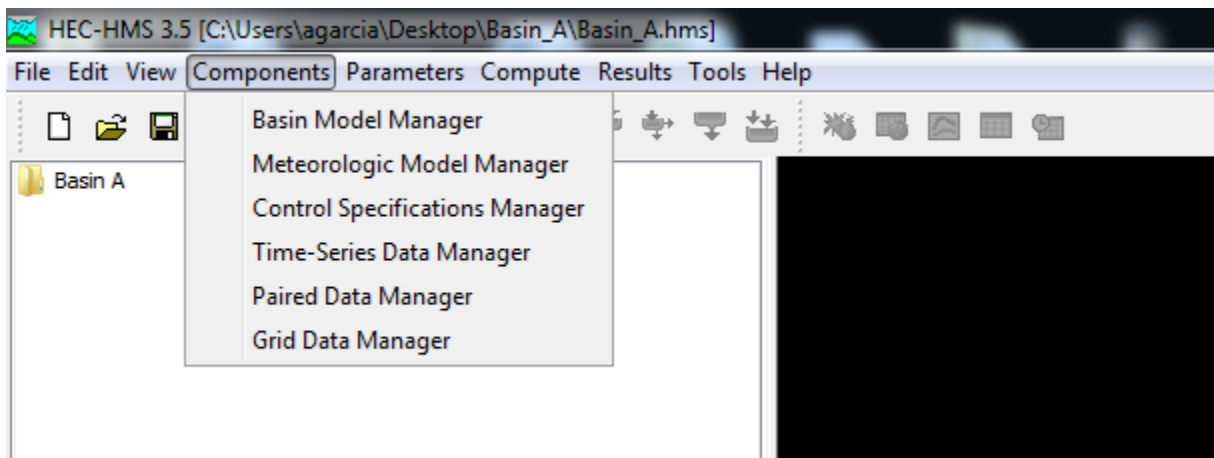 HEC-HMS 3.5 [C:\Users\agarcia\Desktop\Basin_A\Basin_A.hms]
File Edit View Components Parameters Compute Results Tools Help
Basin Model Manager
Meteorologic Model Manager
Basin A
Control Specifications Manager
Time-Series Data Manager
Paired Data Manager
Grid Data Manager